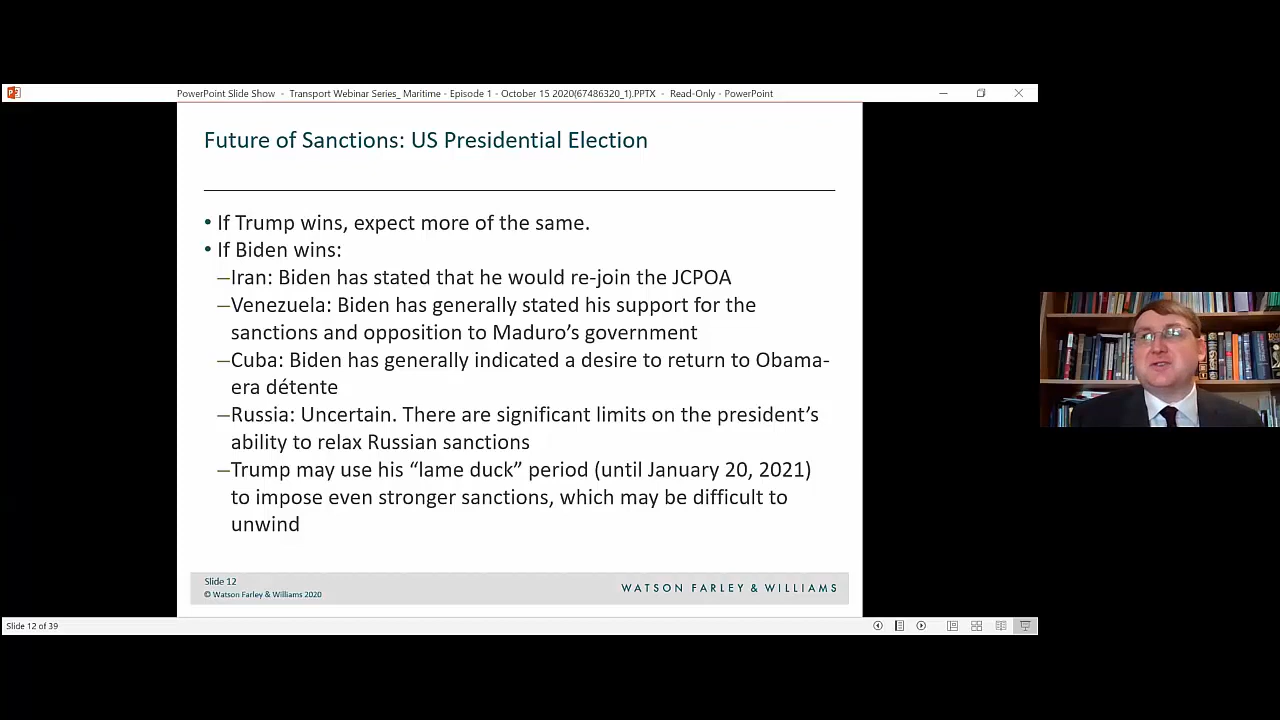 PowerPoint Slide Show - Transport Webinar Series_ Maritime - Episode 1 - October 15 2020(67486320_1).PPTX - Read-Only - PowerPoint
Future of Sanctions: US Presidential Election
• If Trump wins, expect more of the same.
• If Biden wins:
–Iran: Biden has stated that he would re-join the JCPOA
–Venezuela: Biden has generally stated his support for the
sanctions and opposition to Maduro's government
–Cuba: Biden has generally indicated a desire to return to Obama-
era détente
–Russia: Uncertain. There are significant limits on the president's
ability to relax Russian sanctions
–Trump may use his “lame duck” period (until January 20, 2021)
to impose even stronger sanctions, which may be difficult to
unwind
Slide 12
© Watson Farley & Williams 2020
WATSON FARLEY & WILLIAMS
Slide 12 of 39